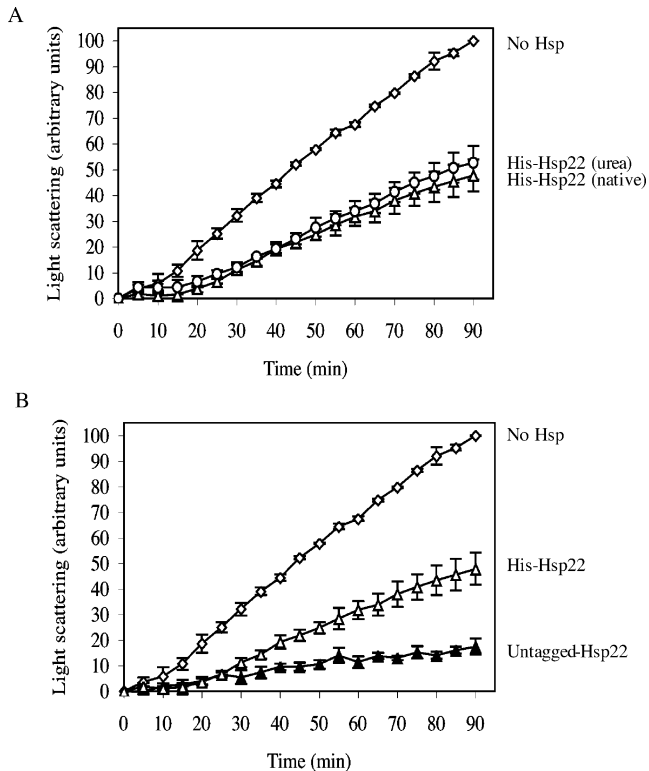 A
Light scattering (arbitrary units)
100
90
80
70
60
50
40
30
20
10
0
0 10 20 30 40 50 60 70 80 90
Time (min)
No Hsp
His-Hsp22 (urea)
His-Hsp22 (native)
B
Light scattering (arbitrary units)
100
90
80
70
60
50
40
30
20
10
0
0 10 20 30 40 50 60 70 80 90
Time (min)
No Hsp
His-Hsp22
Untagged-Hsp22